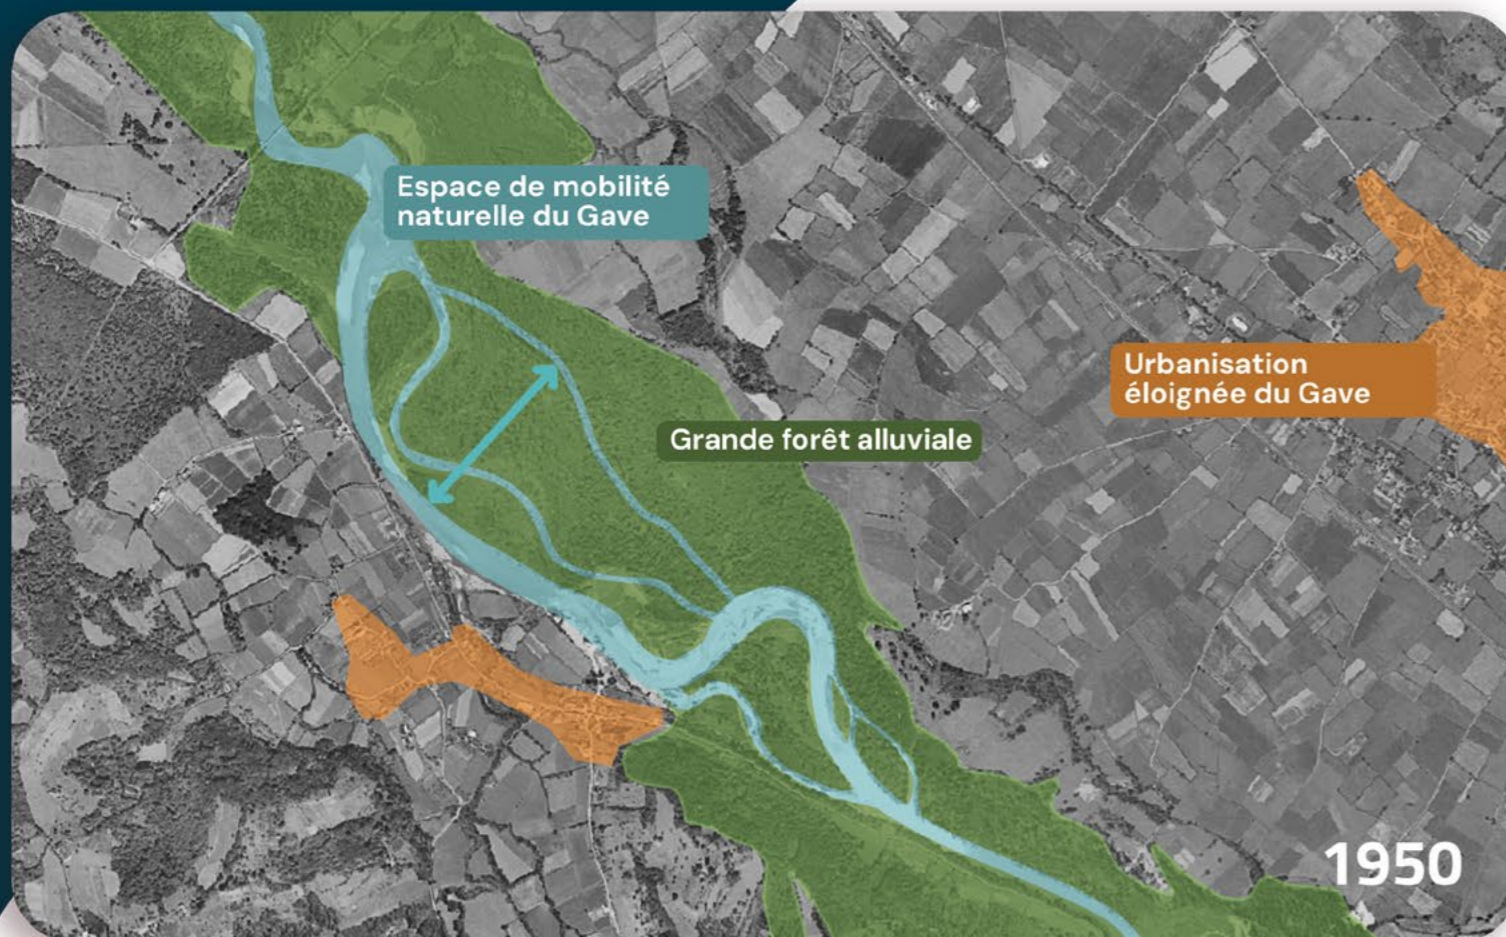 Espace de mobilité
naturelle du Gave
Urbanisation
éloignée du Gave
Grande forêt alluviale
1950